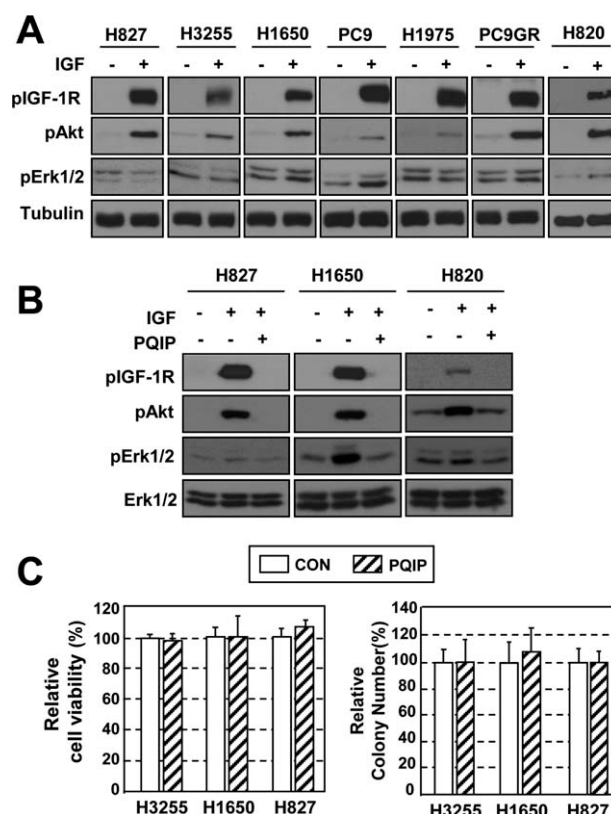 A
H827 H3255 H1650 PC9 H1975 PC9GR H820
IGF - + - + - + - + - + - + - +
pIGF-1R
pAkt
pErk1/2
Tubulin
B
H827 H1650 H820
IGF - + + - + + - + +
PQIP - - + - - + - - +
pIGF-1R
pAkt
pErk1/2
Erk1/2
C
CON PQIP
Relative
cell viability (%)
120
100
80
60
40
20
0
H3255 H1650 H827
Relative
Colony Number(%)
140
120
100
80
60
40
20
0
H3255 H1650 H827